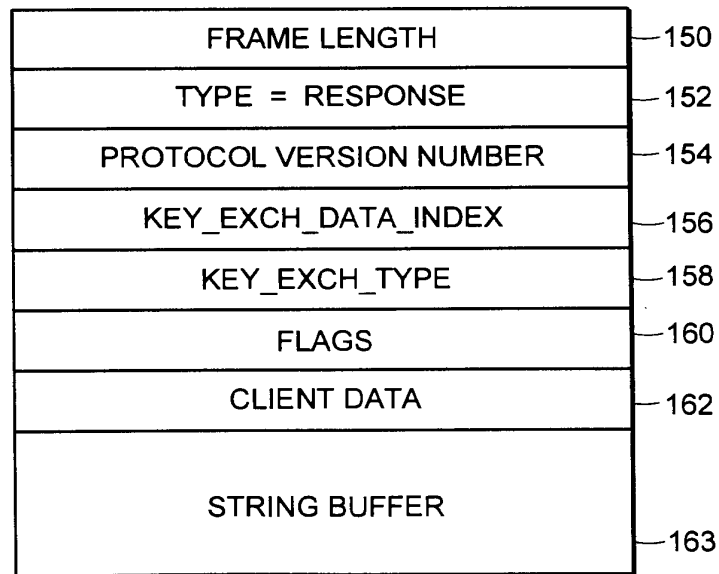 FRAME LENGTH 150
TYPE = RESPONSE 152
PROTOCOL VERSION NUMBER 154
KEY_EXCH_DATA_INDEX 156
KEY_EXCH_TYPE 158
FLAGS 160
CLIENT DATA 162
STRING BUFFER
163